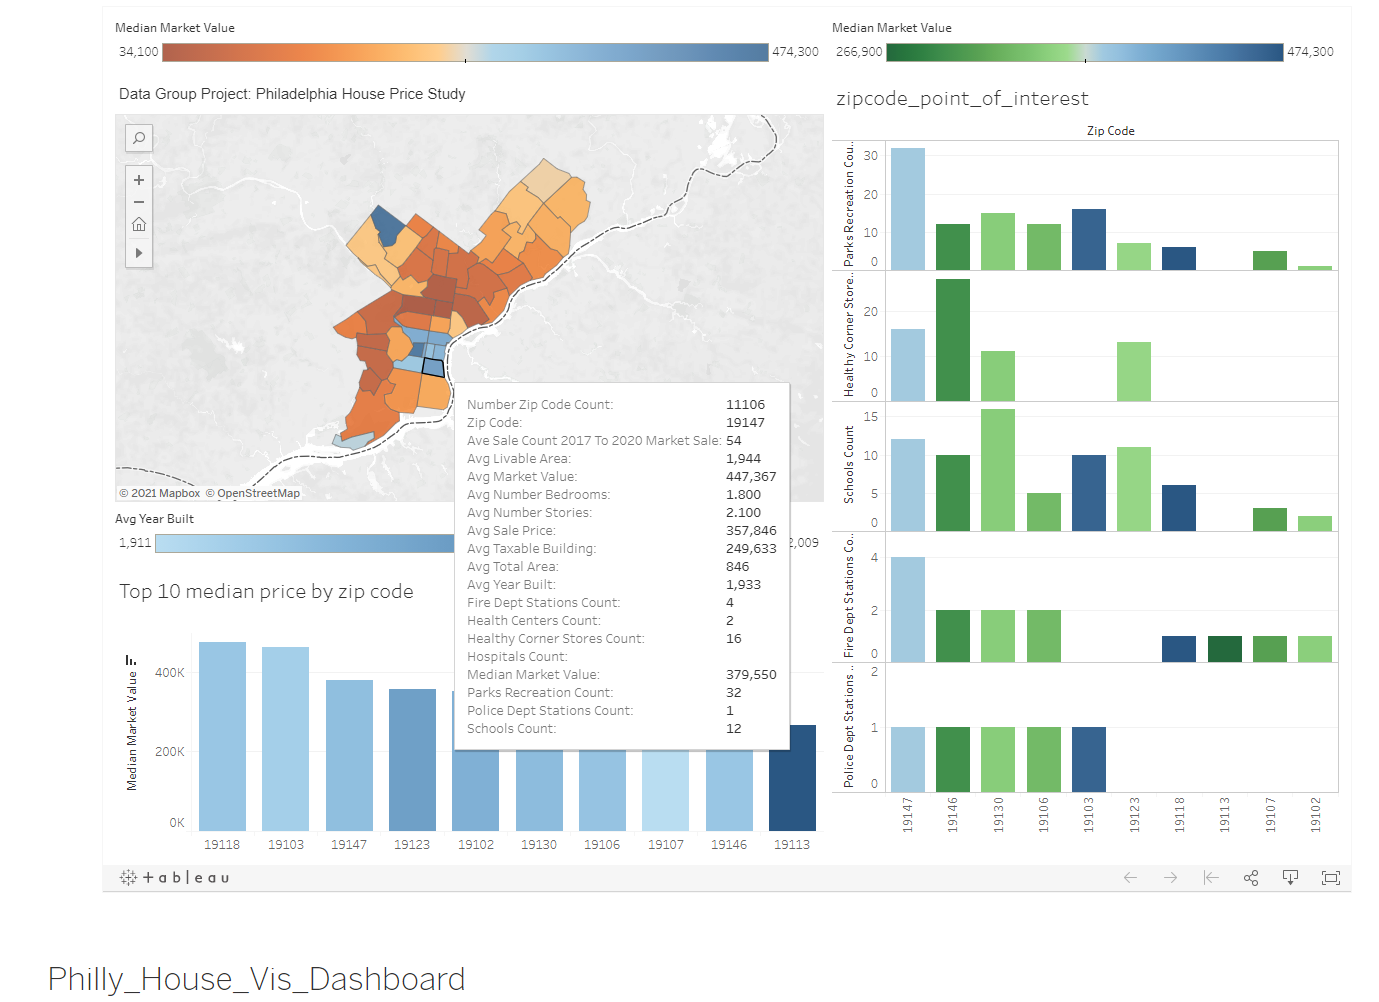 Median Market Value
34,100
474,300
Median Market Value
266,900
474,300
Data Group Project: Philadelphia House Price Study
© 2021 Mapbox © OpenStreetMap
Number Zip Code Count: 11106
Zip Code: 19147
Ave Sale Count 2017 To 2020 Market Sale: 54
Avg Livable Area: 1,944
Avg Market Value: 447,367
Avg Number Bedrooms: 1.800
Avg Number Stories: 2.100
Avg Sale Price: 357,846
Avg Taxable Building: 249,633
Avg Total Area: 846
Avg Year Built: 1,933
Fire Dept Stations Count: 4
Health Centers Count: 2
Healthy Corner Stores Count: 16
Hospitals Count:
Median Market Value: 379,550
Parks Recreation Count: 32
Police Dept Stations Count: 1
Schools Count: 12
Avg Year Built
1,911
2,009
Top 10 median price by zip code
Median Market Value
400K
200K
0K
19118 19103 19147 19123 19102 19130 19106 19107 19146 19113
zipcode_point_of_interest
Zip Code
Parks Recreation Cou..
30
20
10
0
Healthy Corner Store..
20
10
0
Schools Count
15
10
5
0
Fire Dept Stations Co..
4
2
0
Police Dept Stations ..
2
1
0
19147 19146 19130 19106 19103 19123 19118 19113 19107 19102
+ableau
Philly_House_Vis_Dashboard